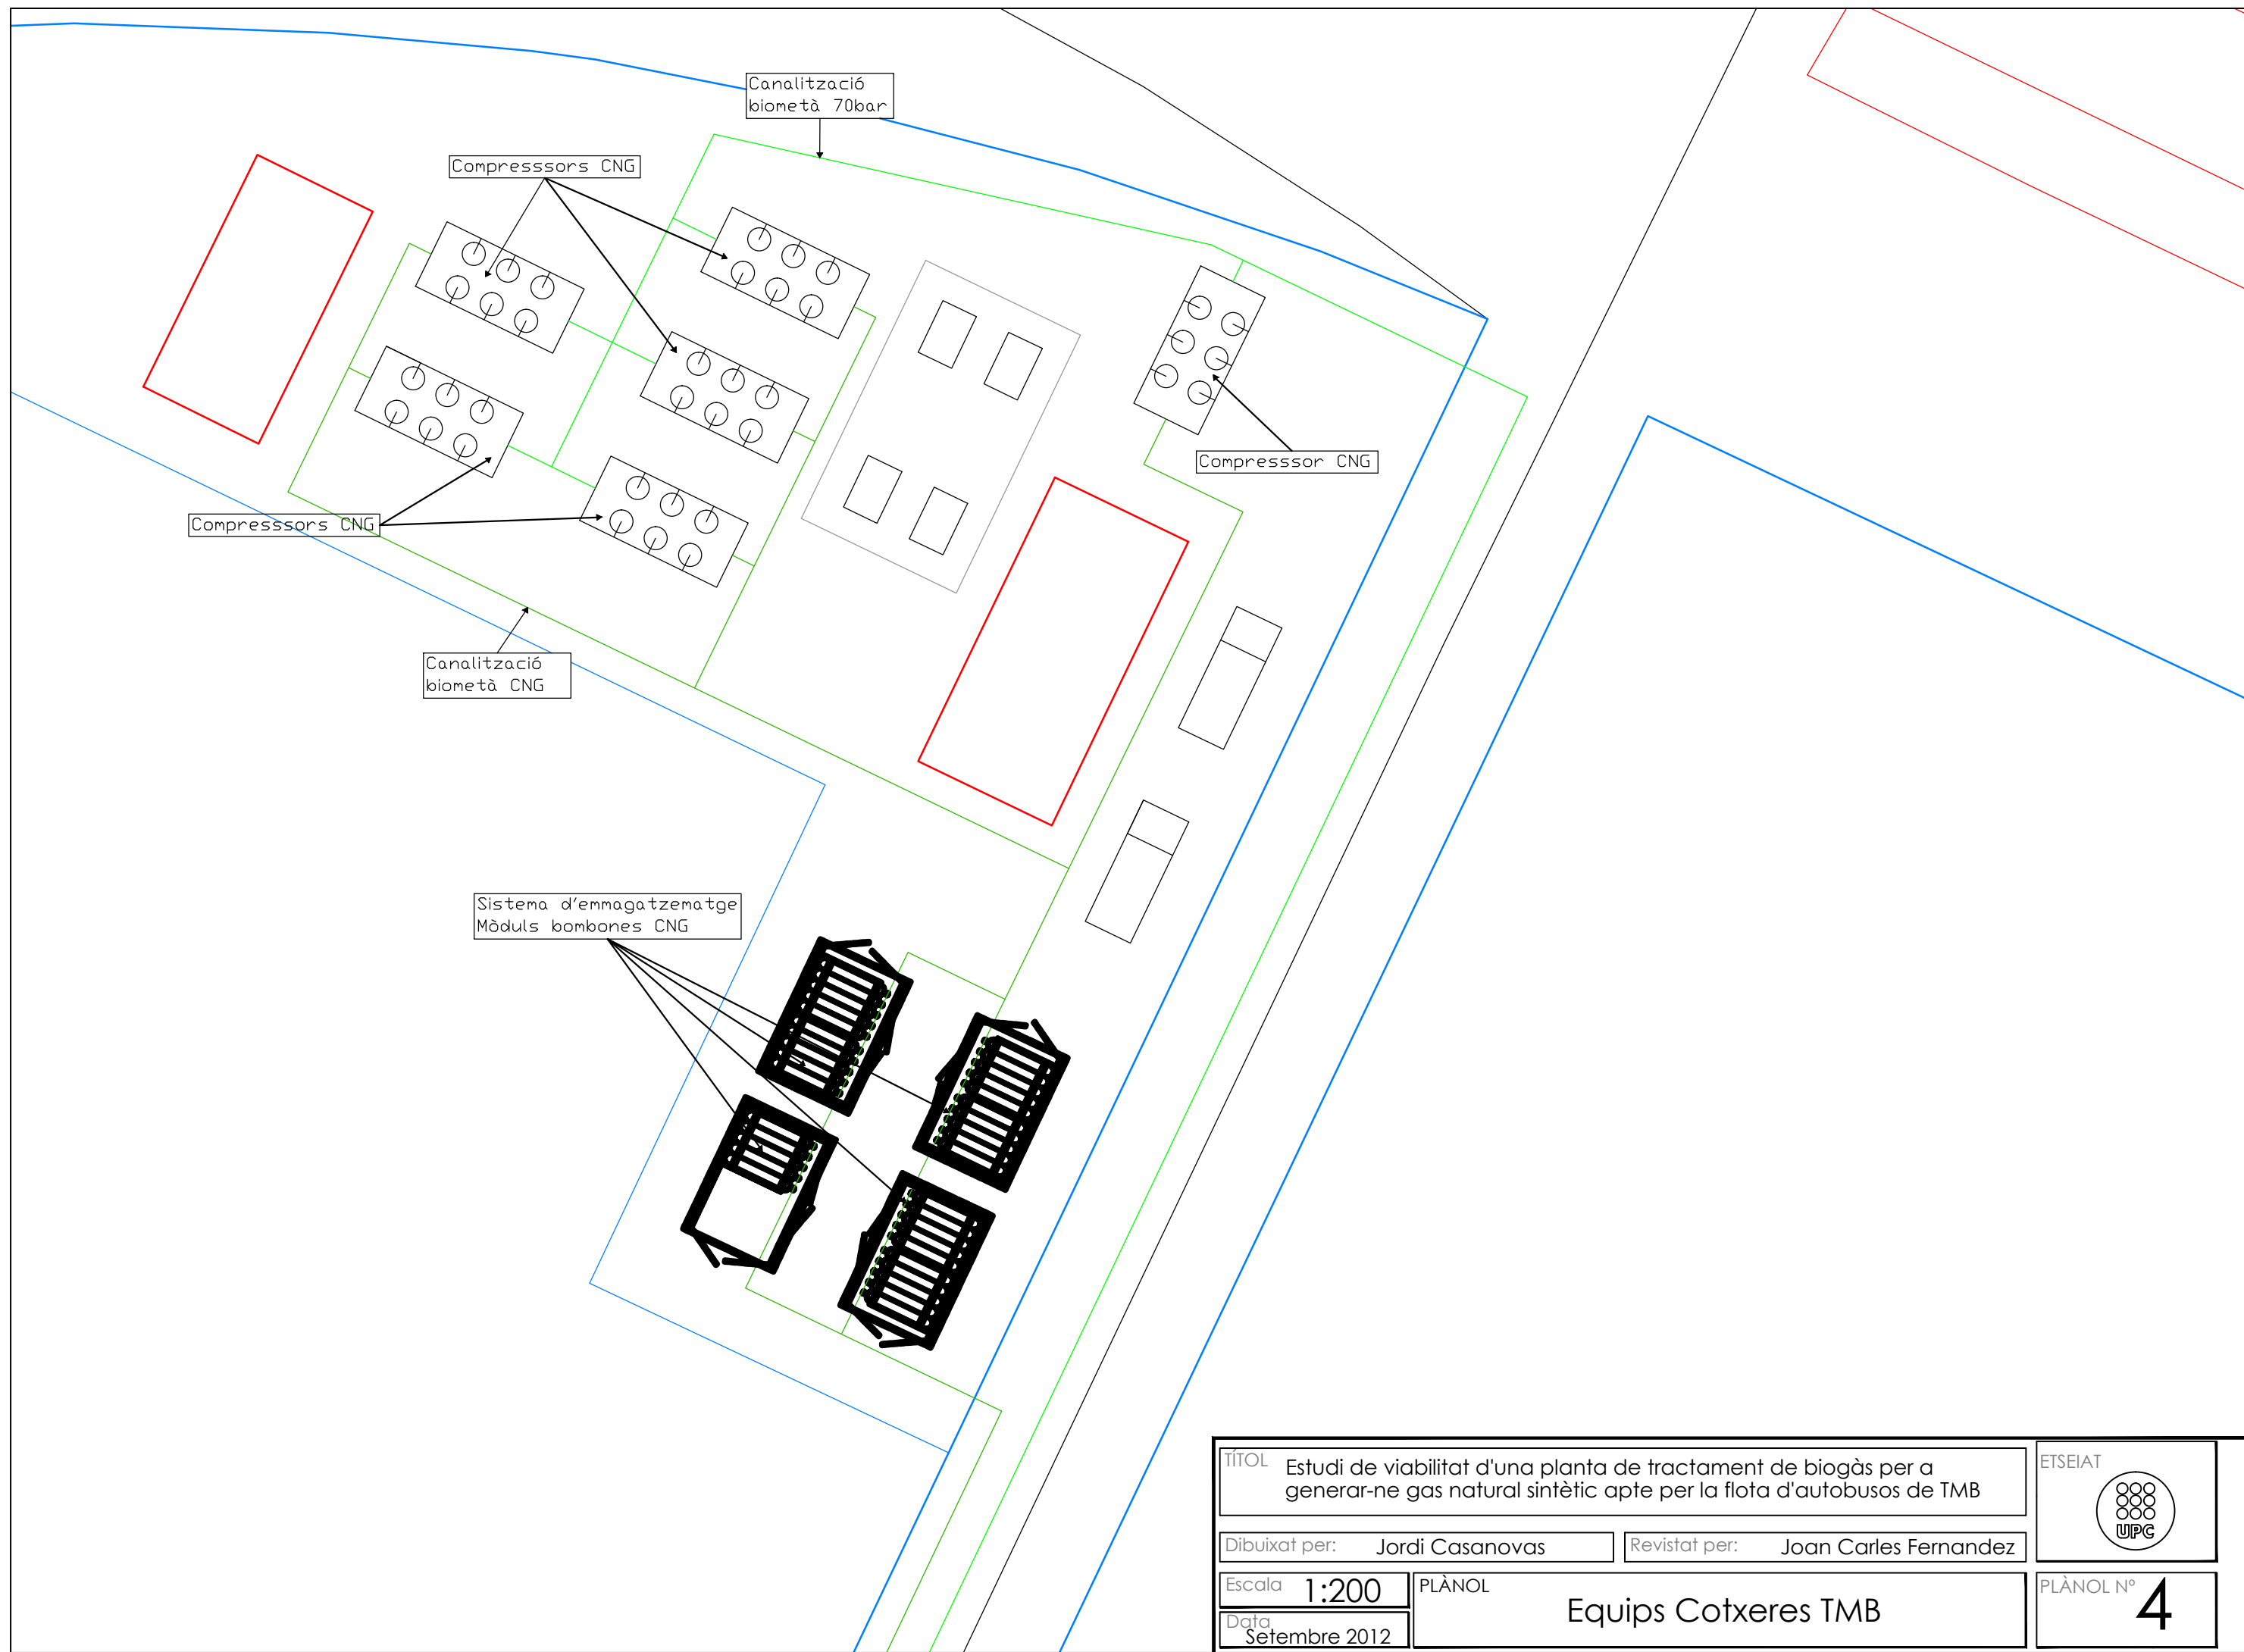 Canalització
biometà 70bar
Compresssors CNG
Compresssor CNG
Compresssors CNG
Canalització
biometà CNG
Sistema d'emmagatzematge
Mòduls bombones CNG
TÍTOL
Estudi de viabilitat d'una planta de tractament de biogàs per a
generar-ne gas natural sintètic apte per la flota d'autobusos de TMB
ETSEIAT
UPC
Dibuixat per: Jordi Casanovas
Revistat per: Joan Carles Fernandez
Escala 1:200
Data
Setembre 2012
PLÀNOL
Equips Cotxeres TMB
PLÀNOL Nº 4